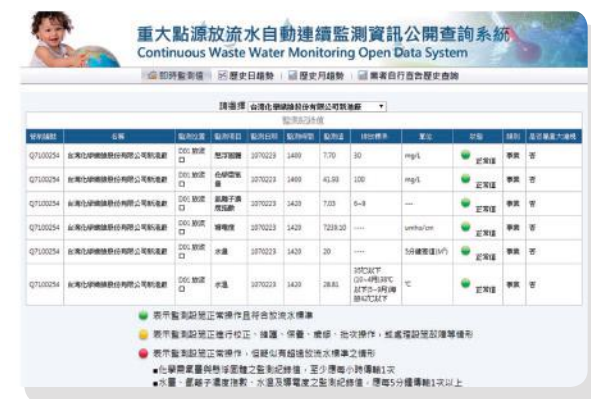 重大點源放流水自動連續監測資訊公開查詢系統
Continuous Waste Water Monitoring Open Data System
即時監測值 歷史日趨勢 歷史月趨勢 業者自行宣告歷史查詢
請選擇 台灣化學纖維股份有限公司新港廠
監測紀錄值
管制編號 名稱 監測位置 監測項目 監測日期 監測時間 監測值 排放標準 單位 狀態 類別 是否屬重大違規
Q7100254 台灣化學纖維股份有限公司新港廠 D01 放流口 懸浮固體 1070223 1400 7.70 30 mg/L 正常值 事業 否
Q7100254 台灣化學纖維股份有限公司新港廠 D01 放流口 化學需氧量 1070223 1400 41.93 100 mg/L 正常值 事業 否
Q7100254 台灣化學纖維股份有限公司新港廠 D01 放流口 氫離子濃度指數 1070223 1420 7.03 6~9 --- 正常值 事業 否
Q7100254 台灣化學纖維股份有限公司新港廠 D01 放流口 導電度 1070223 1420 7239.10 ---- umho/cm 正常值 事業 否
Q7100254 台灣化學纖維股份有限公司新港廠 D01 放流口 水量 1070223 1420 20 ---- 5分鐘累積(M³) 正常值 事業 否
Q7100254 台灣化學纖維股份有限公司新港廠 D01 放流口 水溫 1070223 1420 28.81 ℃ 正常值 事業 否
表示監測設施正常操作且符合放流水標準
表示監測設施正進行校正、維護、保養、歲修、批次操作，或處理設施故障等情形
表示監測設施正常操作，但疑似有超過放流水標準之情形
■化學需氧量與懸浮固體之監測紀錄值，至少應每小時傳輸1次
■水量、氫離子濃度指數、水溫及導電度之監測紀錄值，應每5分鐘傳輸1次以上